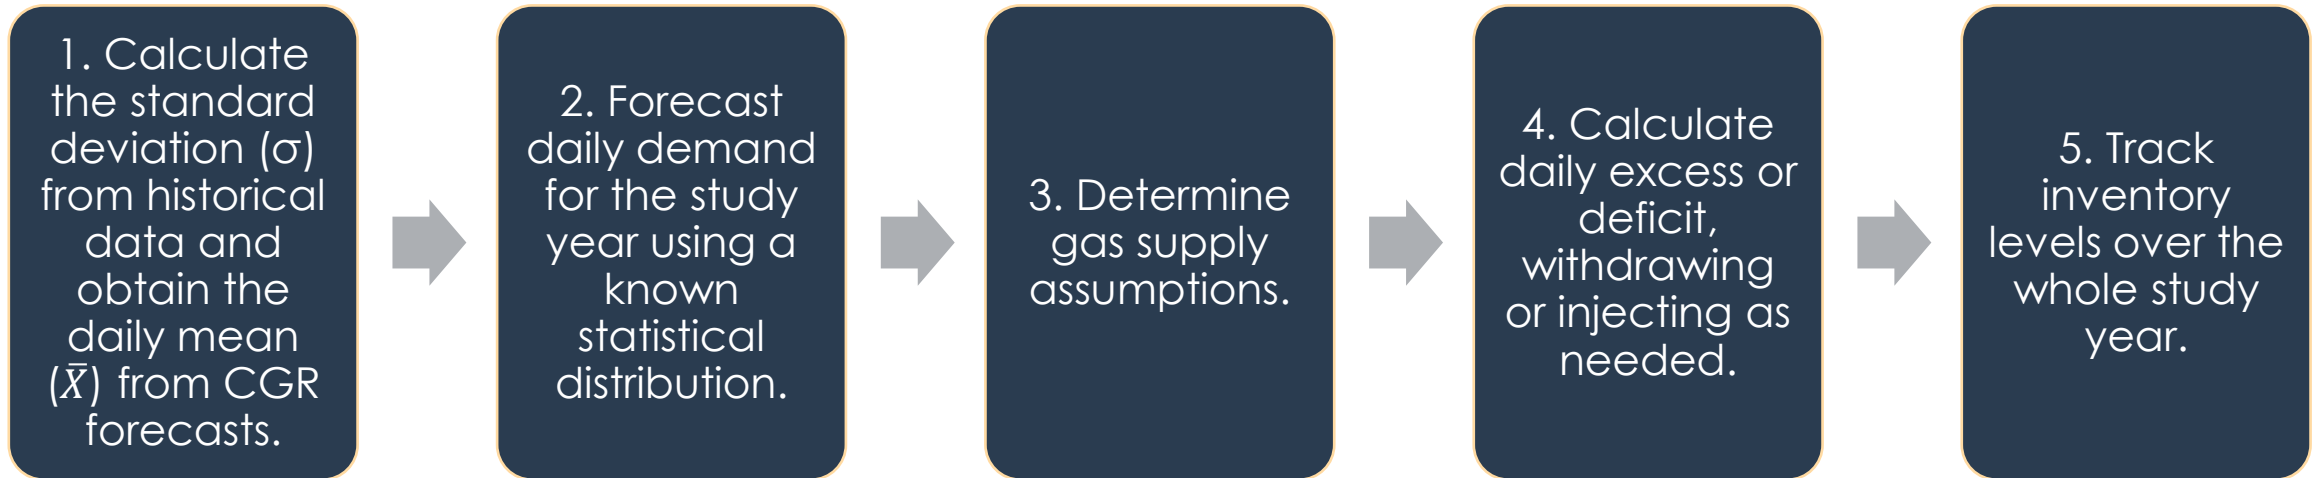 1. Calculate
the standard
deviation (σ)
from historical
data and
obtain the
daily mean
(X̄) from CGR
forecasts.
2. Forecast
daily demand
for the study
year using a
known
statistical
distribution.
3. Determine
gas supply
assumptions.
4. Calculate
daily excess or
deficit,
withdrawing
or injecting as
needed.
5. Track
inventory
levels over the
whole study
year.